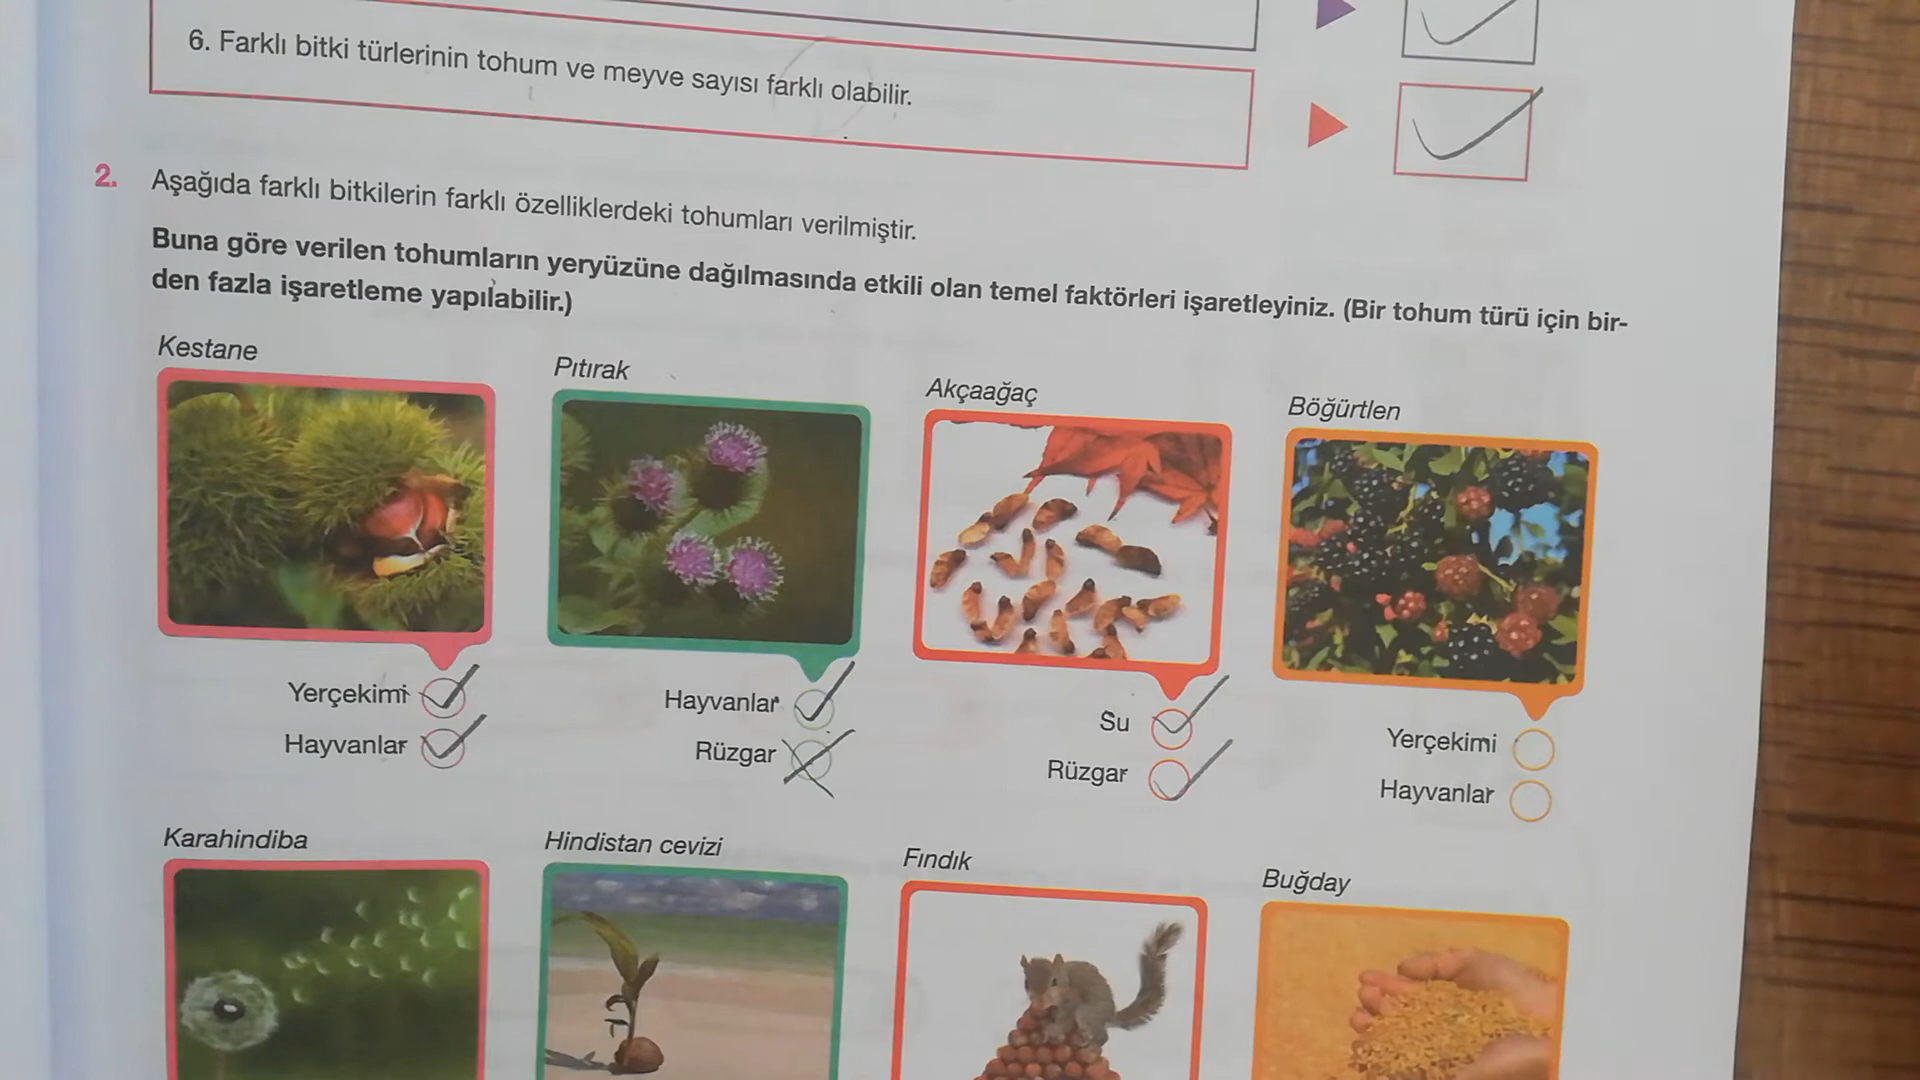 6. Farklı bitki türlerinin tohum ve meyve sayısı farklı olabilir.
2. Aşağıda farklı bitkilerin farklı özelliklerdeki tohumları verilmiştir.
Buna göre verilen tohumların yeryüzüne dağılmasında etkili olan temel faktörleri işaretleyiniz. (Bir tohum türü için bir-
den fazla işaretleme yapılabilir.)
Kestane
Pıtırak
Akçaağaç
Böğürtlen
Yerçekimi
Hayvanlar
Hayvanlar
Rüzgar
Su
Rüzgar
Yerçekimi
Hayvanlar
Karahindiba
Hindistan cevizi
Fındık
Buğday